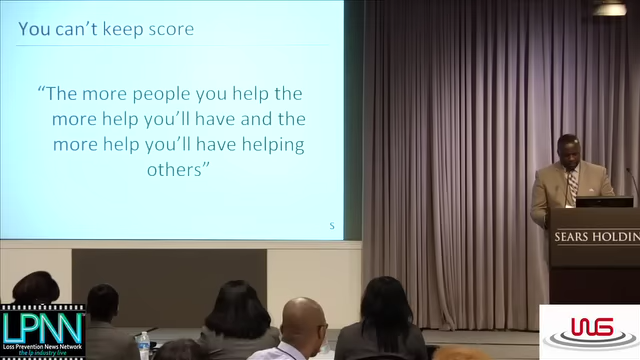 You can't keep score
"The more people you help the
more help you'll have and the
more help you'll have helping
others"
5
SEARS HOLDIN
LPNN
Loss Prevention News Network
the lp industry live